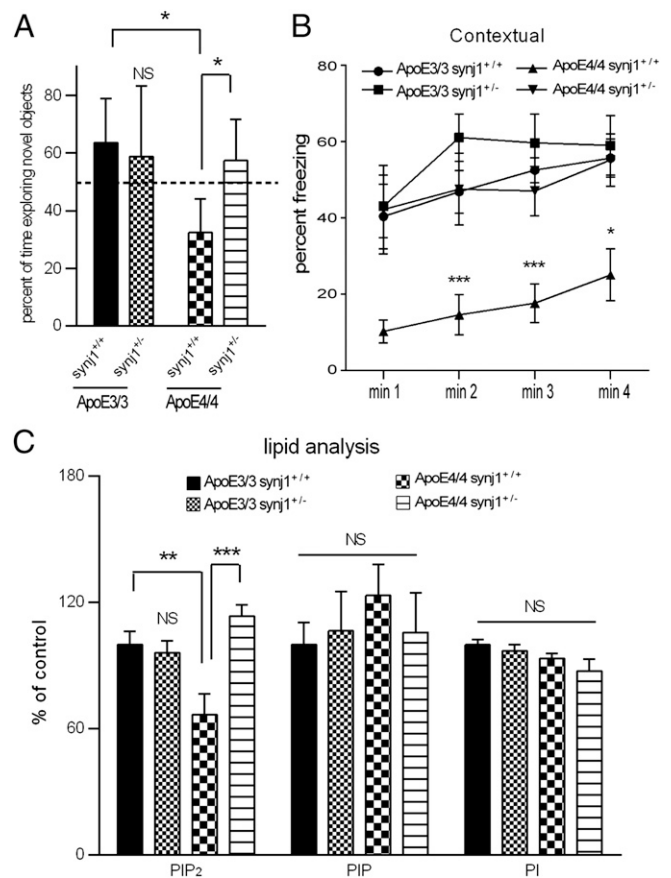 A
*
NS
*
percent of time exploring novel objects
80
60
40
20
0
synj1+/+
synj1+/-
synj1+/+
synj1+/-
ApoE3/3
ApoE4/4
B
Contextual
ApoE3/3 synj1+/+
ApoE4/4 synj1+/+
ApoE3/3 synj1+/-
ApoE4/4 synj1+/-
percent freezing
80
60
40
20
0
***
***
*
min 1
min 2
min 3
min 4
C
lipid analysis
ApoE3/3 synj1+/+
ApoE4/4 synj1+/+
ApoE3/3 synj1+/-
ApoE4/4 synj1+/-
% of control
180
120
60
0
**
***
NS
NS
NS
PIP2
PIP
PI